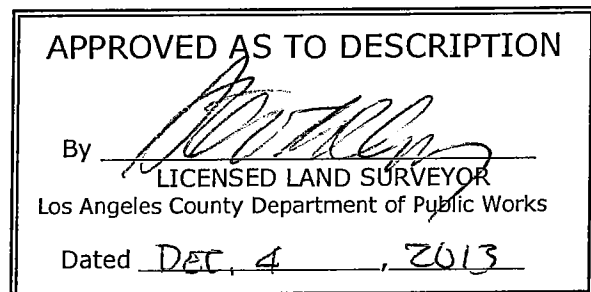 APPROVED AS TO DESCRIPTION
By
LICENSED LAND SURVEYOR
Los Angeles County Department of Public Works
Dated DEC. 4, 2013